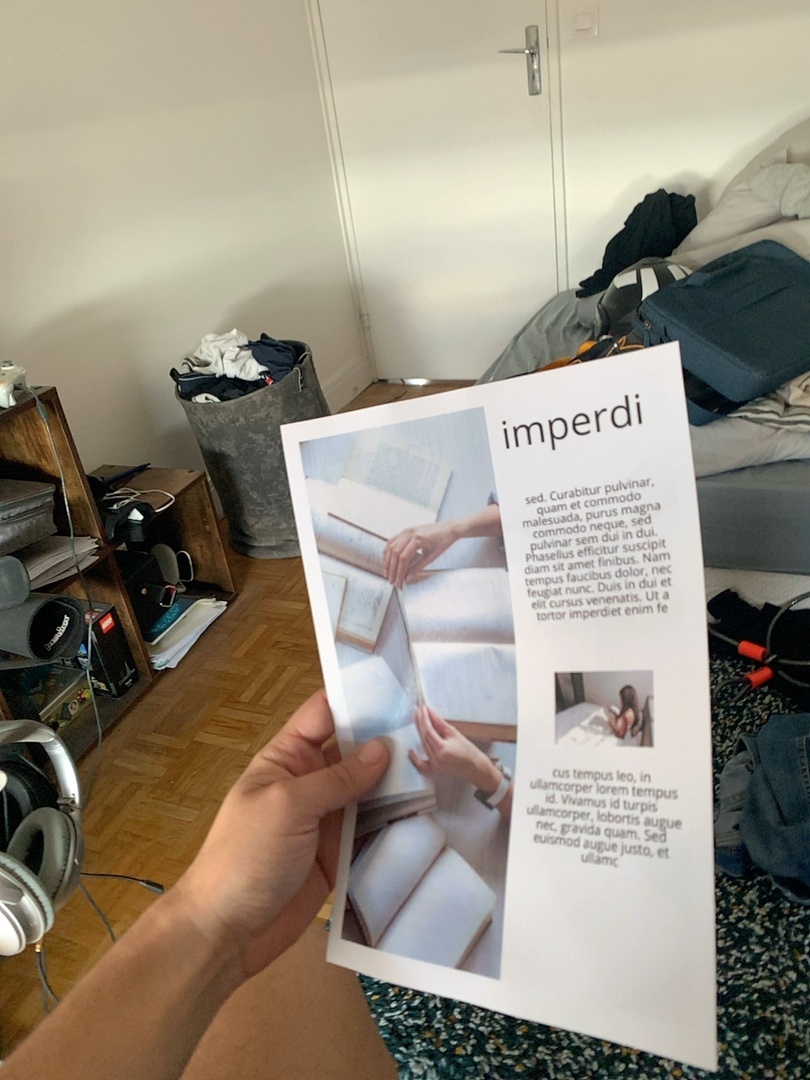 imperdi
sed. Curabitur pulvinar,
quam et commodo
malesuada, purus magna
commodo neque, sed
pulvinar sem dui in dui.
Phasellus efficitur suscipit
diam sit amet finibus. Nam
tempus faucibus dolor, nec
feugiat nunc. Duis in dui et
elit cursus venenatis. Ut a
tortor imperdiet enim fe
cus tempus leo, in
ullamcorper lorem tempus
id. Vivamus id turpis
ullamcorper, lobortis augue
nec, gravida quam. Sed
euismod augue justo, et
ullamc